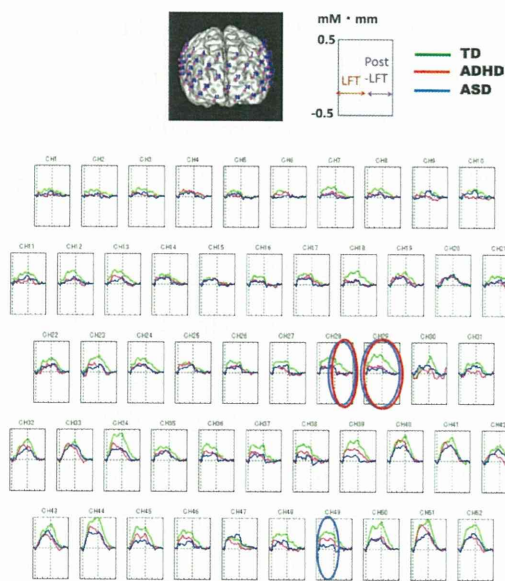 mM・mm
0.5
-0.5
LFT
Post
-LFT
TD
ADHD
ASD
CH1 CH2 CH3 CH4 CH5 CH6 CH7 CH8 CH9 CH10
CH11 CH12 CH13 CH14 CH15 CH16 CH17 CH18 CH19 CH20 CH21
CH22 CH23 CH24 CH25 CH26 CH27 CH28 CH29 CH30 CH31
CH32 CH33 CH34 CH35 CH36 CH37 CH38 CH39 CH40 CH41 CH42
CH43 CH44 CH45 CH46 CH47 CH48 CH49 CH50 CH51 CH52